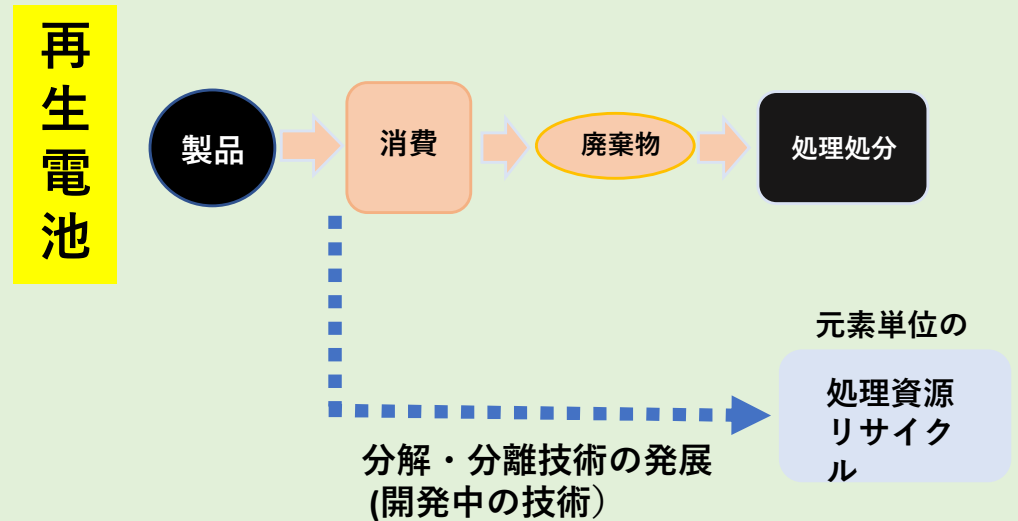 再生電池
製品
消費
廃棄物
処理処分
元素単位の
処理資源
リサイク
ル
分解・分離技術の発展
(開発中の技術）